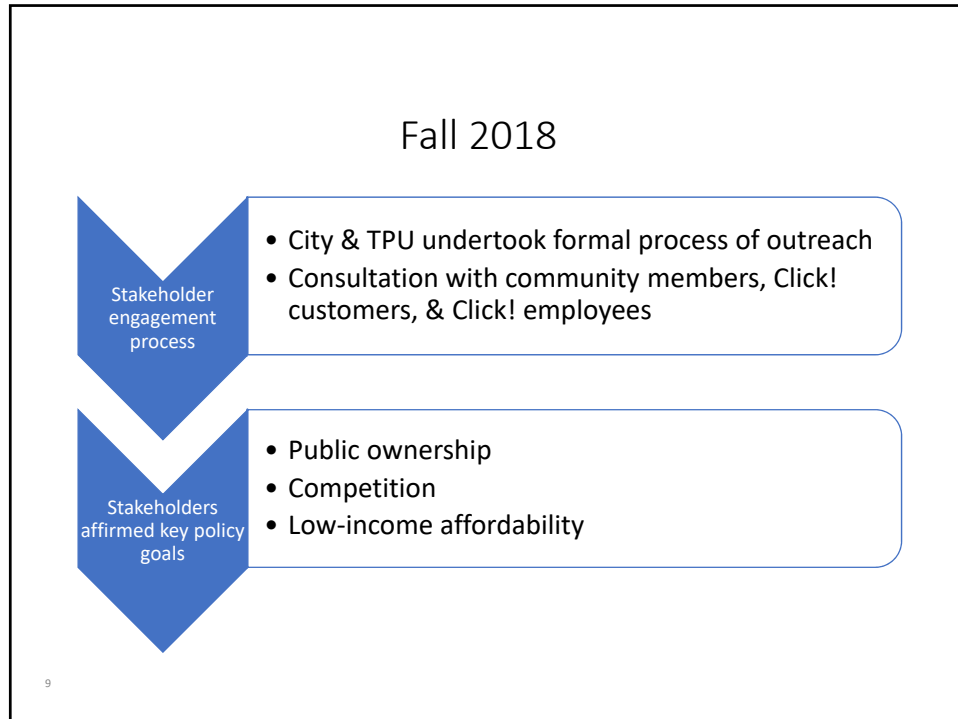 Fall 2018
Stakeholder
engagement
process
• City & TPU undertook formal process of outreach
• Consultation with community members, Click!
customers, & Click! employees
Stakeholders
affirmed key policy
goals
• Public ownership
• Competition
• Low-income affordability
9